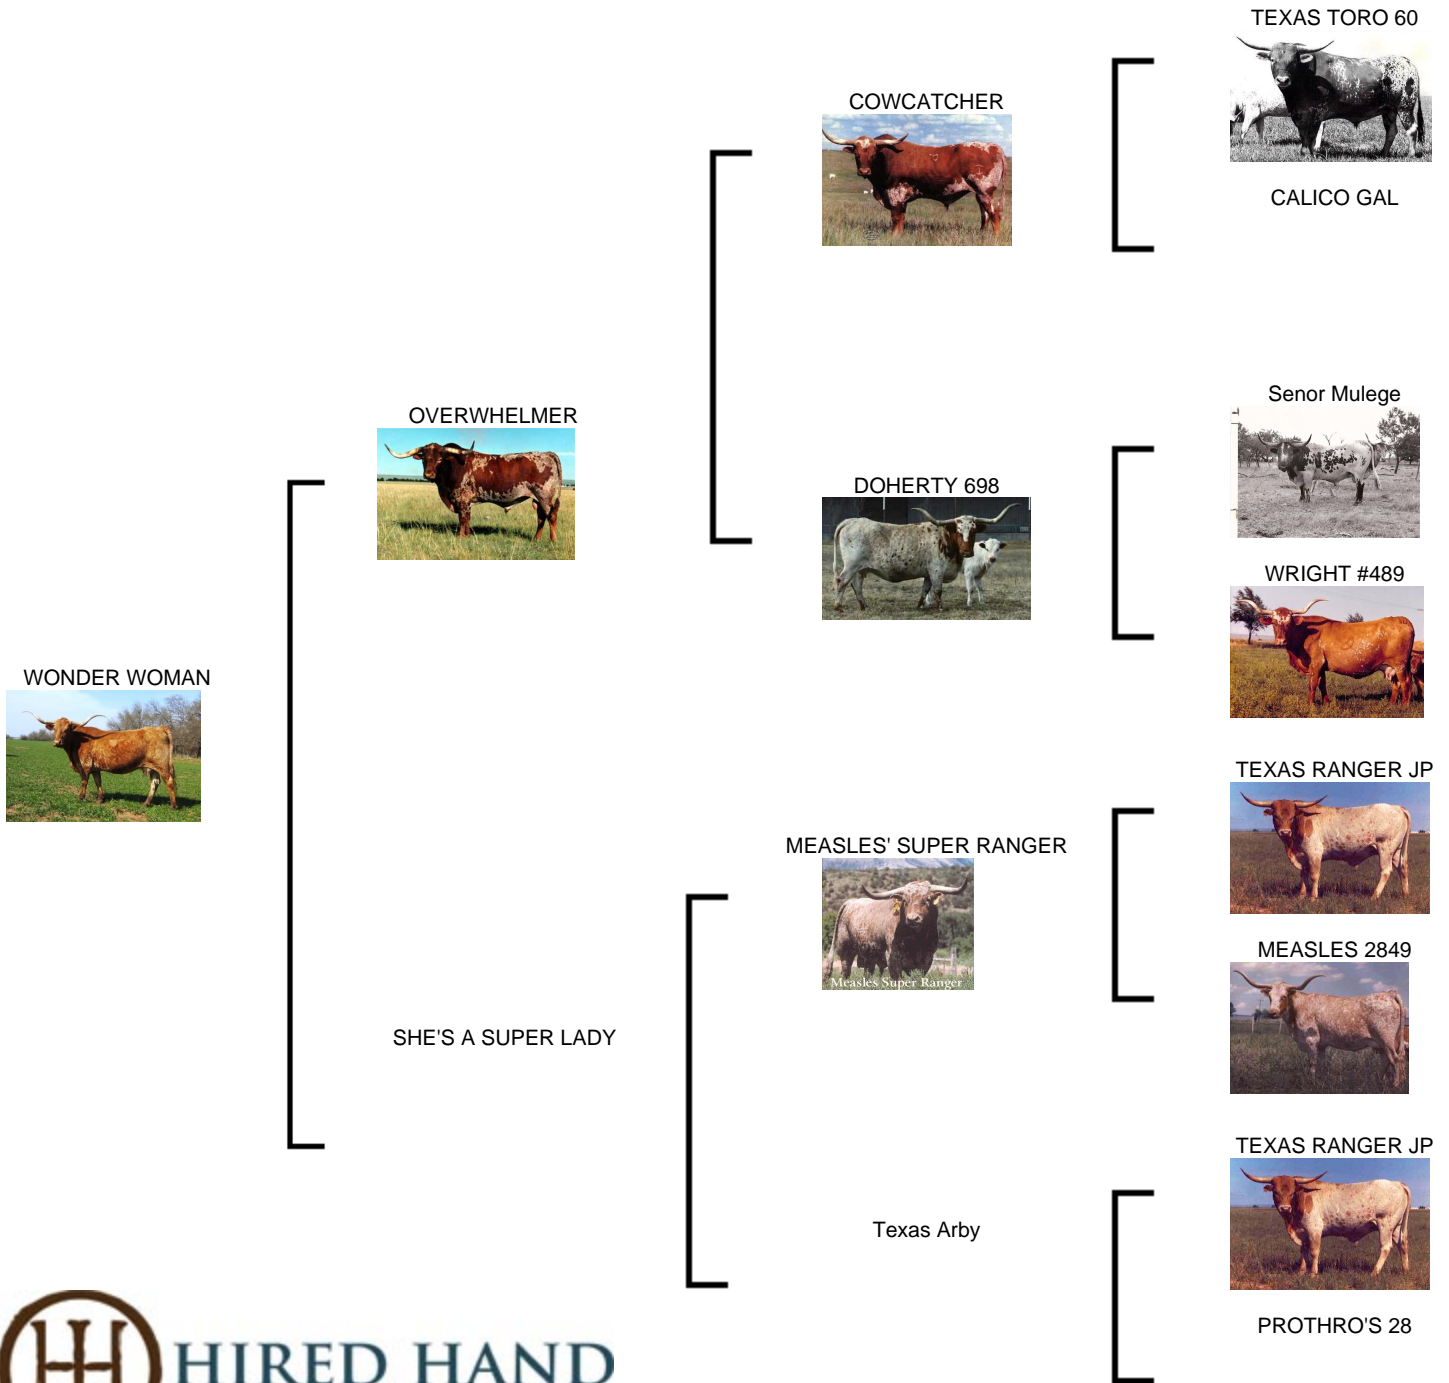 TEXAS TORO 60
COWCATCHER
CALICO GAL
Senor Mulege
OVERWHELMER
DOHERTY 698
WRIGHT #489
WONDER WOMAN
TEXAS RANGER JP
MEASLES' SUPER RANGER
Measles Super Ranger
MEASLES 2849
SHE'S A SUPER LADY
TEXAS RANGER JP
Texas Arby
PROTHRO'S 28
HIRED HAND